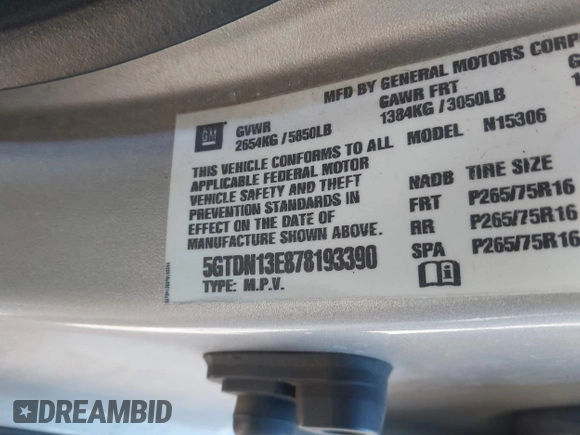 MFD BY GENERAL MOTORS CORP
GM
GVWR
2654KG / 5850LB
GAWR FRT
1384KG / 3050LB
THIS VEHICLE CONFORMS TO ALL
APPLICABLE FEDERAL MOTOR
VEHICLE SAFETY AND THEFT
PREVENTION STANDARDS IN
EFFECT ON THE DATE OF
MANUFACTURE SHOWN ABOVE.
5GTDN13E878193390
TYPE: M.P.V.
MODEL N15306
NADB TIRE SIZE
FRT P265/75R16
RR P265/75R16
SPA P265/75R16
DREAMBID